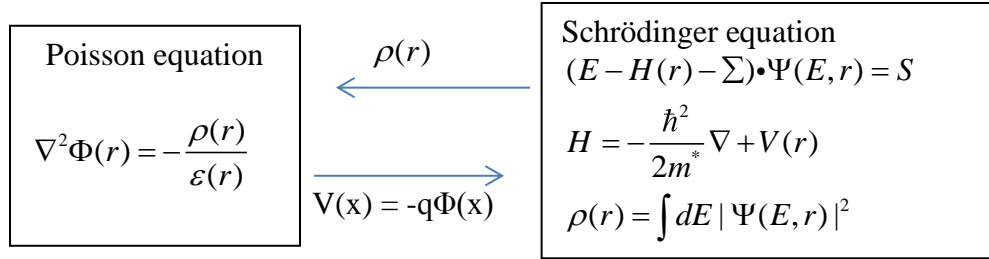 Poisson equation
∇²Φ(r) = −ρ(r)/ε(r)
ρ(r)
V(x) = -qΦ(x)
Schrödinger equation
(E − H(r) − ∑)•Ψ(E,r) = S
H = −ħ²/2m* ∇ + V(r)
ρ(r) = ∫dE | Ψ(E,r) |²